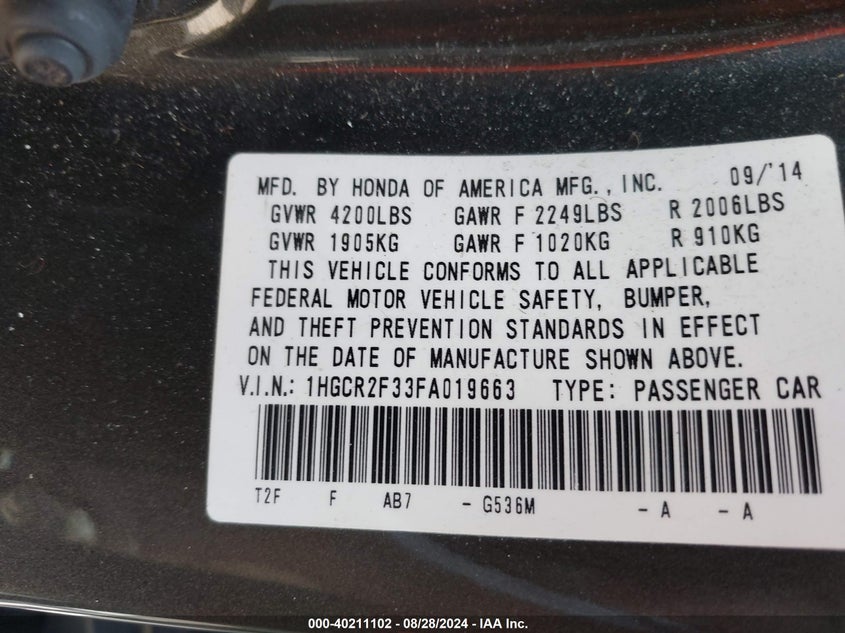 MFD. BY HONDA OF AMERICA MFG., INC. 09/'14
GVWR 4200LBS GAWR F 2249LBS R 2006LBS
GVWR 1905KG GAWR F 1020KG R 910KG
THIS VEHICLE CONFORMS TO ALL APPLICABLE
FEDERAL MOTOR VEHICLE SAFETY, BUMPER,
AND THEFT PREVENTION STANDARDS IN EFFECT
ON THE DATE OF MANUFACTURE SHOWN ABOVE.
V.I.N.: 1HGCR2F33FA019663 TYPE: PASSENGER CAR
T2F F AB7 - G536M - A - A
000-40211102 - 08/28/2024 - IAA Inc.